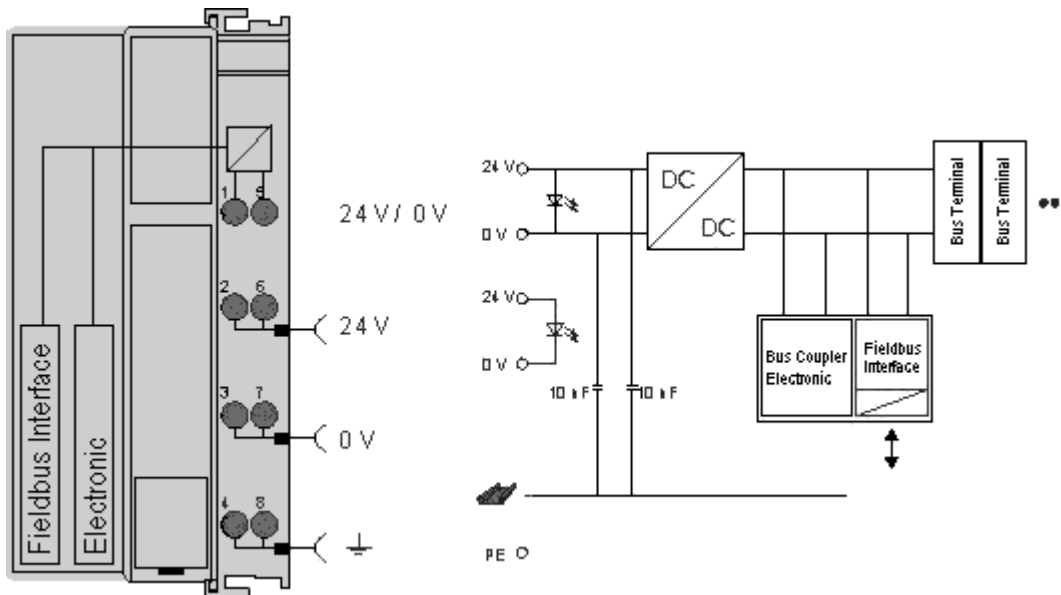 1 5
24 V / 0 V
2 6
24 V
3 7
0 V
4 8
Fieldbus Interface
Electronic
24 V
0 V
24 V
0 V
DC
DC
Bus Terminal
Bus Terminal
Bus Coupler
Electronic
Fieldbus
Interface
10 nF
10 nF
PE